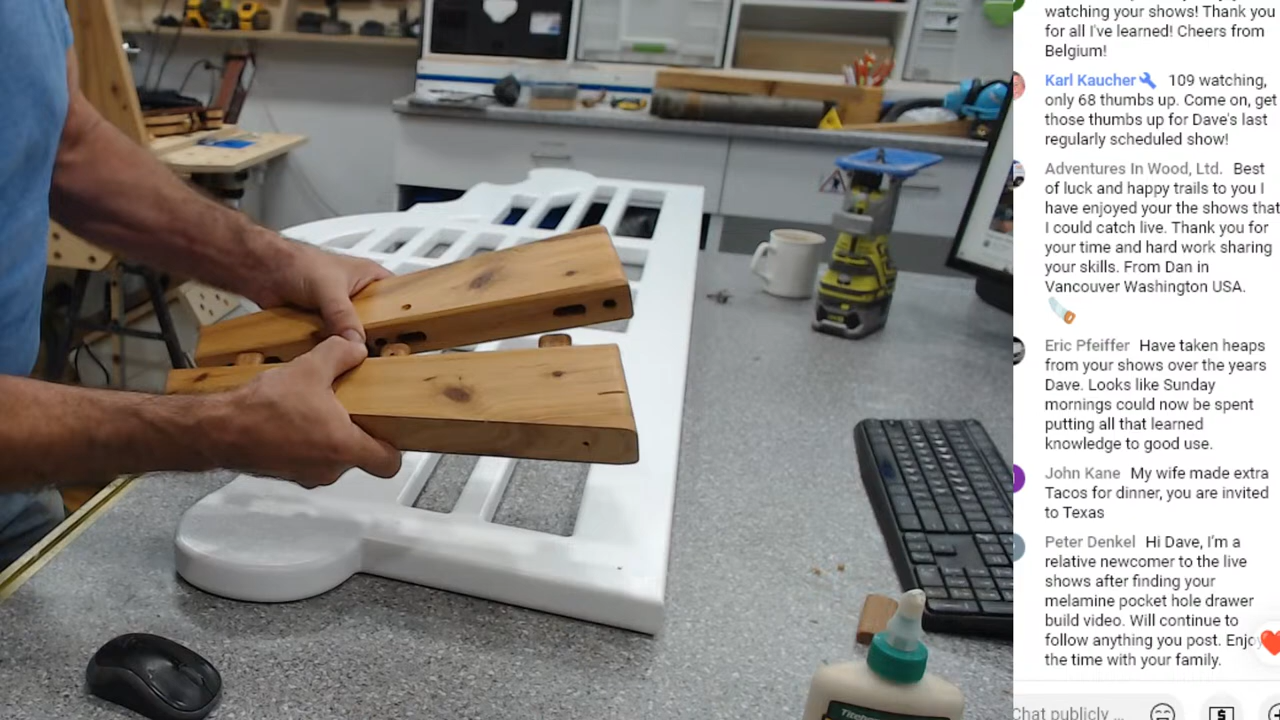 watching your shows! Thank you
for all I've learned! Cheers from
Belgium!
Karl Kaucher 109 watching,
only 68 thumbs up. Come on, get
those thumbs up for Dave's last
regularly scheduled show!
Adventures In Wood, Ltd. Best
of luck and happy trails to you I
have enjoyed your the shows that
I could catch live. Thank you for
your time and hard work sharing
your skills. From Dan in
Vancouver Washington USA.
Eric Pfeiffer Have taken heaps
from your shows over the years
Dave. Looks like Sunday
mornings could now be spent
putting all that learned
knowledge to good use.
John Kane My wife made extra
Tacos for dinner, you are invited
to Texas
Peter Denkel Hi Dave, I'm a
relative newcomer to the live
shows after finding your
melamine pocket hole drawer
build video. Will continue to
follow anything you post. Enjoy
the time with your family.
Chat publicly ...